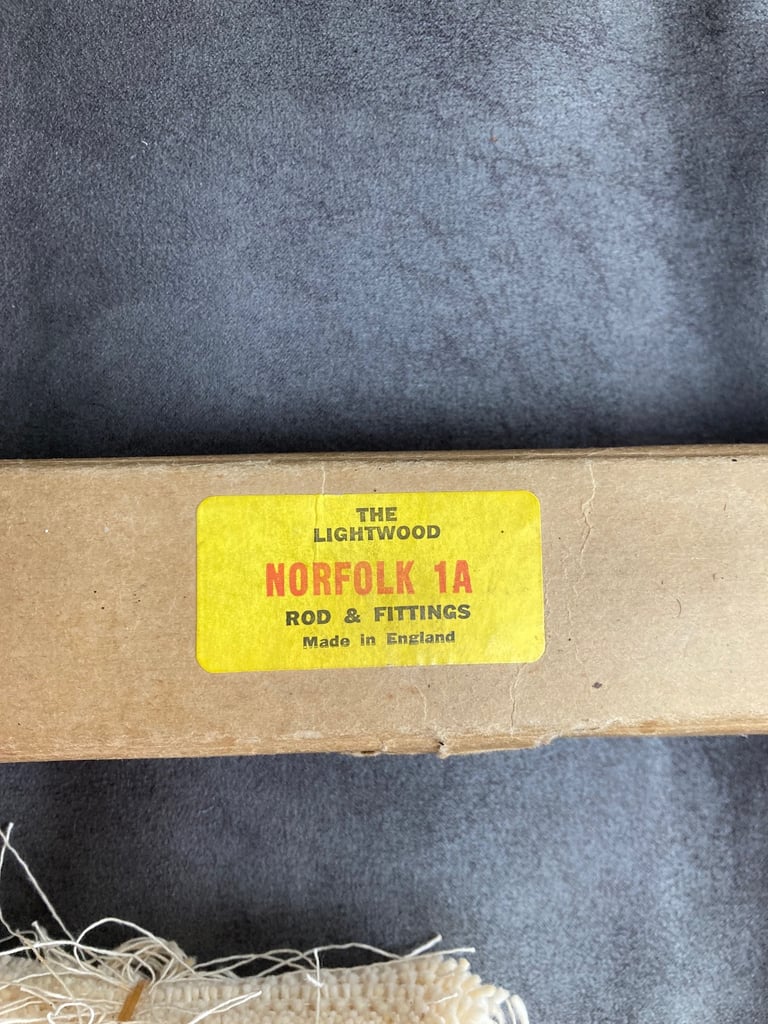 THE
LIGHTWOOD
NORFOLK 1A
ROD & FITTINGS
Made in England